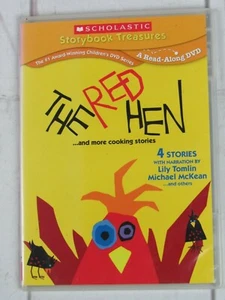 SCHOLASTIC
Storybook Treasures
The #1 Award-Winning Children's DVD Series
A Read-Along DVD
THE RED HEN
...and more cooking stories
4 STORIES
WITH NARRATION BY
Lily Tomlin
Michael McKean
...and others